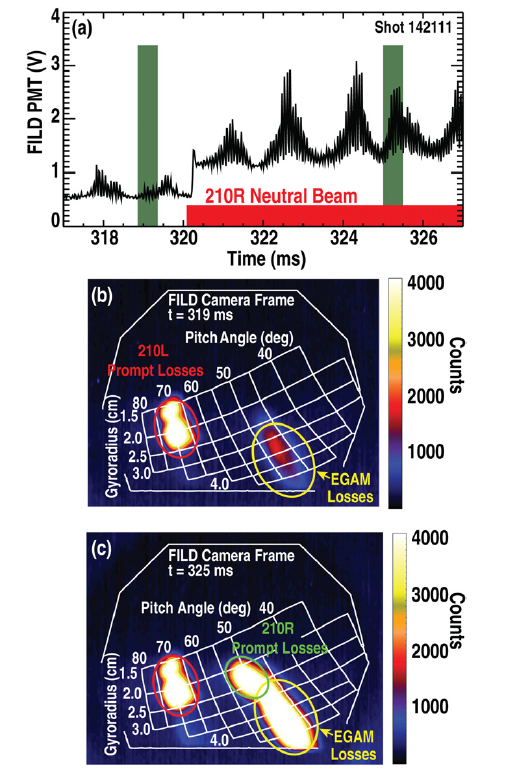 (a)
Shot 142111
FILD PMT (V)
4
3
2
1
0
210R Neutral Beam
318 320 322 324 326
Time (ms)
(b)
FILD Camera Frame
t = 319 ms
Pitch Angle (deg)
40
50
60
70
80
210L
Prompt Losses
Gyroradius (cm)
1.5
2.0
2.5
3.0
4.0
EGAM
Losses
4000
3000
2000
1000
Counts
(c)
FILD Camera Frame
t = 325 ms
Pitch Angle (deg)
40
50
60
70
80
210R
Prompt Losses
Gyroradius (cm)
1.5
2.0
2.5
3.0
4.0
EGAM
Losses
4000
3000
2000
1000
Counts